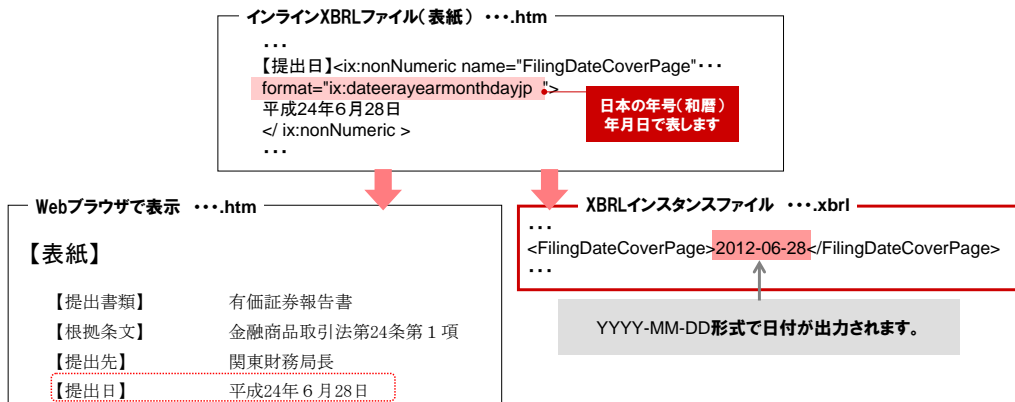 インラインXBRLファイル（表紙） ・・・.htm
・・・
【提出日】<ix:nonNumeric name="FilingDateCoverPage"・・・
format="ix:dateerayearmonthdayjp ">
平成24年６月28日
</ ix:nonNumeric >
・・・
日本の年号（和暦）
年月日で表します
Webブラウザで表示 ・・・.htm
【表紙】
【提出書類】 有価証券報告書
【根拠条文】 金融商品取引法第24条第１項
【提出先】 関東財務局長
【提出日】 平成24年６月28日
XBRLインスタンスファイル ・・・.xbrl
・・・
<FilingDateCoverPage>2012-06-28</FilingDateCoverPage>
・・・
YYYY-MM-DD形式で日付が出力されます。